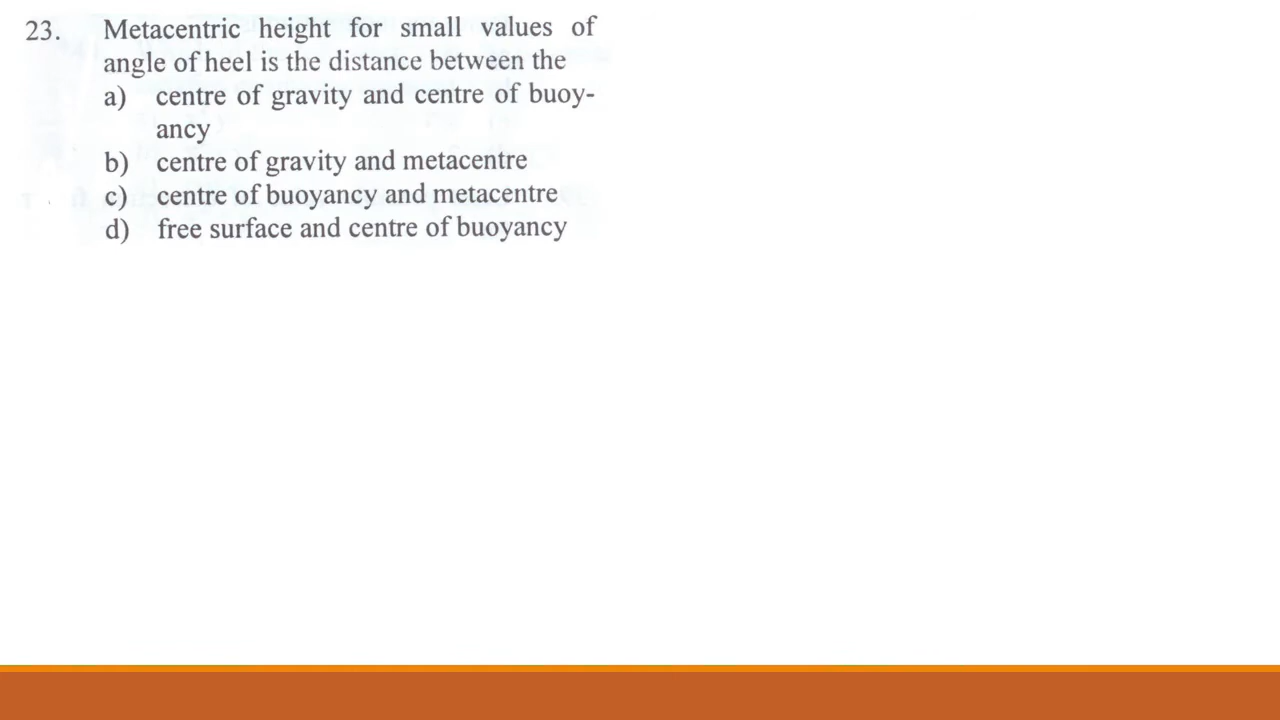 23. Metacentric height for small values of
angle of heel is the distance between the
a) centre of gravity and centre of buoy-
ancy
b) centre of gravity and metacentre
c) centre of buoyancy and metacentre
d) free surface and centre of buoyancy